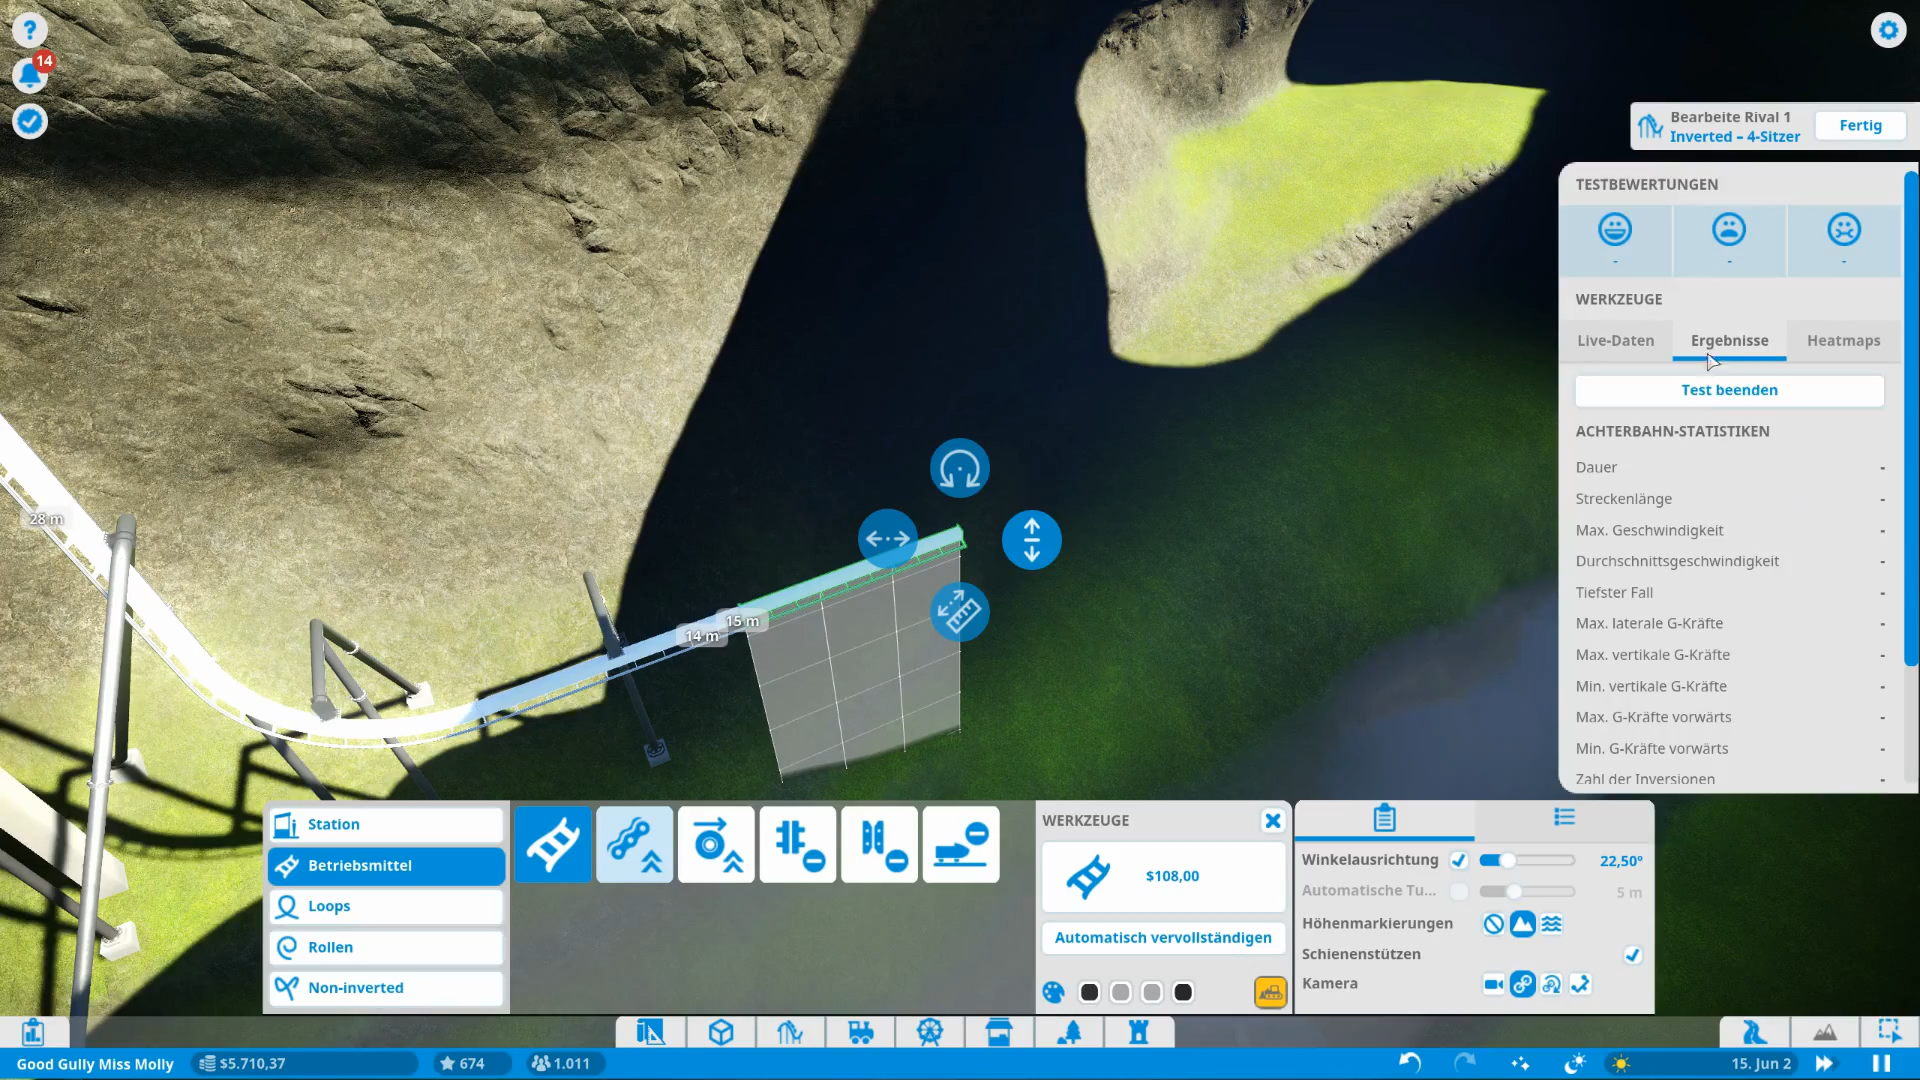 ?
14
Bearbeite Rival 1
Inverted – 4-Sitzer
Fertig
TESTBEWERTUNGEN
- - -
WERKZEUGE
Live-Daten Ergebnisse Heatmaps
Test beenden
ACHTERBAHN-STATISTIKEN
Dauer -
Streckenlänge -
Max. Geschwindigkeit -
Durchschnittsgeschwindigkeit -
Tiefster Fall -
Max. laterale G-Kräfte -
Max. vertikale G-Kräfte -
Min. vertikale G-Kräfte -
Max. G-Kräfte vorwärts -
Min. G-Kräfte vorwärts -
Zahl der Inversionen -
28 m
15 m
14 m
Station
Betriebsmittel
Loops
Rollen
Non-inverted
WERKZEUGE
$108,00
Automatisch vervollständigen
Winkelausrichtung 22,50°
Automatische Tu... 5 m
Höhenmarkierungen
Schienenstützen
Kamera
Good Gully Miss Molly $5.710,37 674 1.011 15. Jun 2